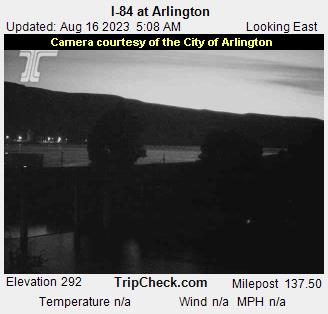 I-84 at Arlington
Updated: Aug 16 2023 5:08 AM Looking East
Camera courtesy of the City of Arlington
Elevation 292 TripCheck.com Milepost 137.50
Temperature n/a Wind n/a MPH n/a